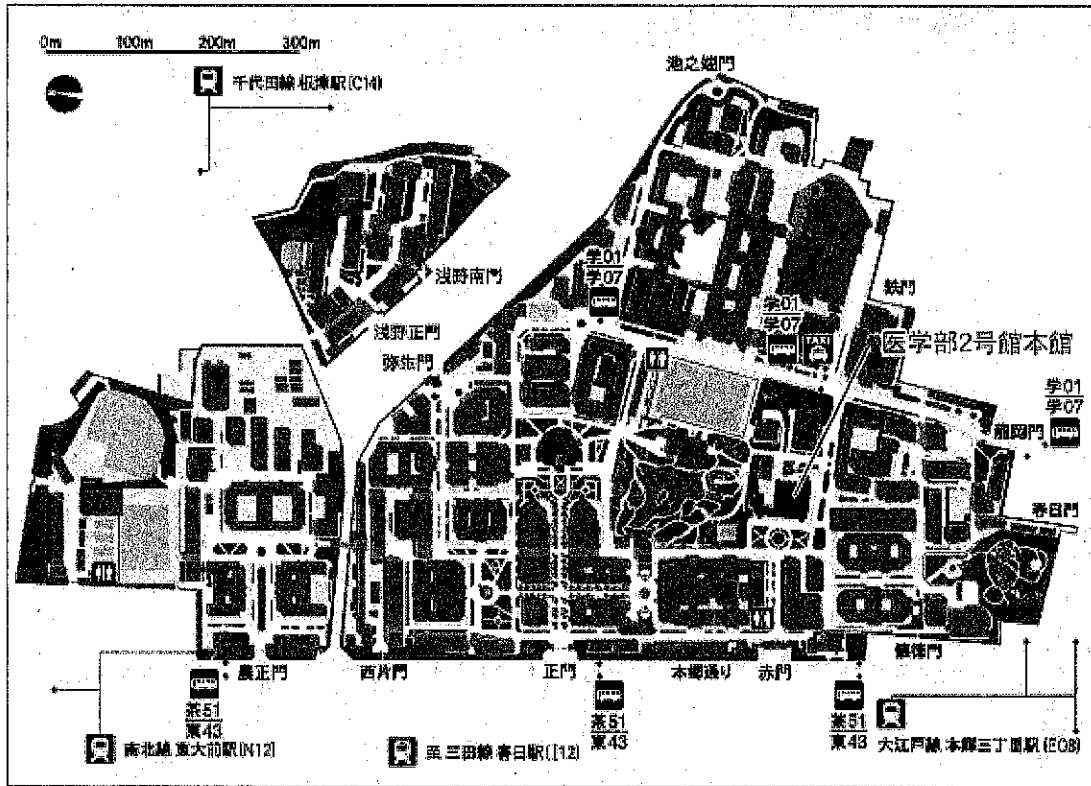 0m 100m 200m 300m
千代田線 根津駅(C14)
池之端門
浅野南門
浅野正門
弥生門
学01
学07
学01
学07
TAXI
鉄門
医学部2号館本館
学01
学07
龍岡門
春日門
農正門
西片門
正門
本郷通り
赤門
懐徳門
茶51
東43
茶51
東43
茶51
東43
南北線 東大前駅(N12)
至 三田線 春日駅(I12)
大江戸線 本郷三丁目駅(E08)